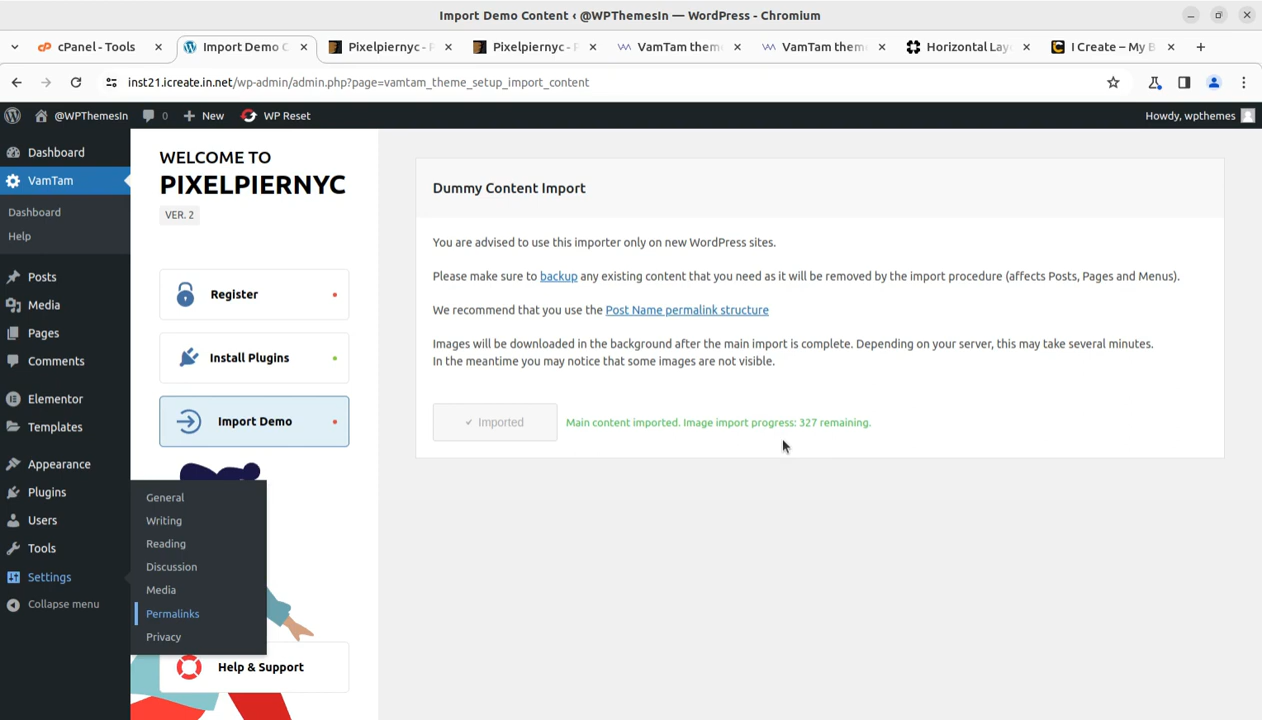 Import Demo Content ‹ @WPThemesIn — WordPress - Chromium
cPanel - Tools
Import Demo C
Pixelpiernyc - P
Pixelpiernyc - P
VamTam them
VamTam them
Horizontal Lay
I Create – My B
inst21.icreate.in.net/wp-admin/admin.php?page=vamtam_theme_setup_import_content
@WPThemesIn
0
New
WP Reset
Howdy, wpthemes
Dashboard
VamTam
Dashboard
Help
Posts
Media
Pages
Comments
Elementor
Templates
Appearance
Plugins
Users
Tools
Settings
Collapse menu
General
Writing
Reading
Discussion
Media
Permalinks
Privacy
WELCOME TO
PIXELPIERNYC
VER. 2
Register
Install Plugins
Import Demo
Help & Support
Dummy Content Import
You are advised to use this importer only on new WordPress sites.
Please make sure to backup any existing content that you need as it will be removed by the import procedure (affects Posts, Pages and Menus).
We recommend that you use the Post Name permalink structure
Images will be downloaded in the background after the main import is complete. Depending on your server, this may take several minutes.
In the meantime you may notice that some images are not visible.
✓ Imported
Main content imported. Image import progress: 327 remaining.